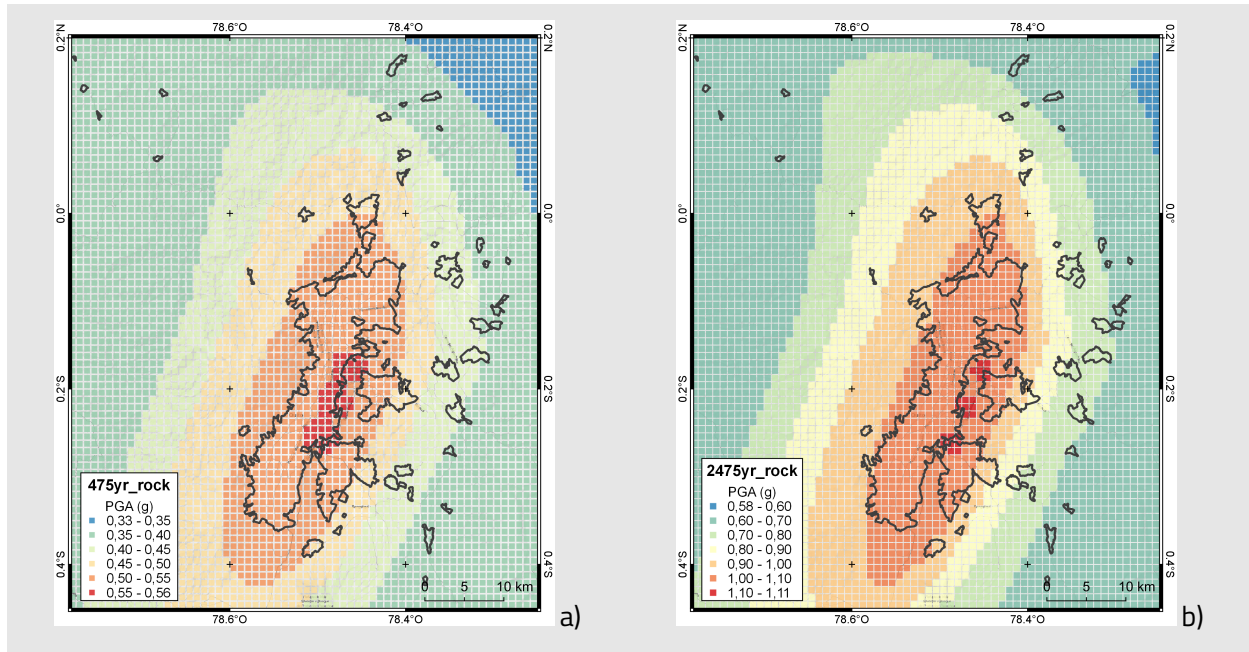 78.6°O 78.4°O
0.2°N 0.2°N
0.0° 0.0°
0.2°S 0.2°S
0.4°S 0.4°S
475yr_rock
PGA (g)
0,33 - 0,35
0,35 - 0,40
0,40 - 0,45
0,45 - 0,50
0,50 - 0,55
0,55 - 0,56
0 5 10 km
78.6°O 78.4°O
a)
78.6°O 78.4°O
0.2°N 0.2°N
0.0° 0.0°
0.2°S 0.2°S
0.4°S 0.4°S
2475yr_rock
PGA (g)
0,58 - 0,60
0,60 - 0,70
0,70 - 0,80
0,80 - 0,90
0,90 - 1,00
1,00 - 1,10
1,10 - 1,11
0 5 10 km
78.6°O 78.4°O
b)